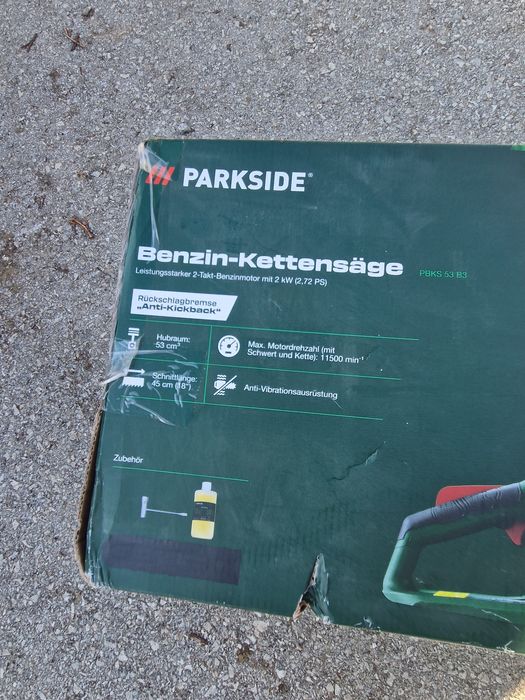 PARKSIDE®
Benzin-Kettensäge PBKS 53 B3
Leistungsstarker 2-Takt-Benzinmotor mit 2 kW (2,72 PS)
Rückschlagbremse
„Anti-Kickback"
Hubraum:
53 cm³
Max. Motordrehzahl (mit
Schwert und Kette): 11500 min⁻¹
Schnittlänge:
45 cm (18")
Anti-Vibrationsausrüstung
Zubehör